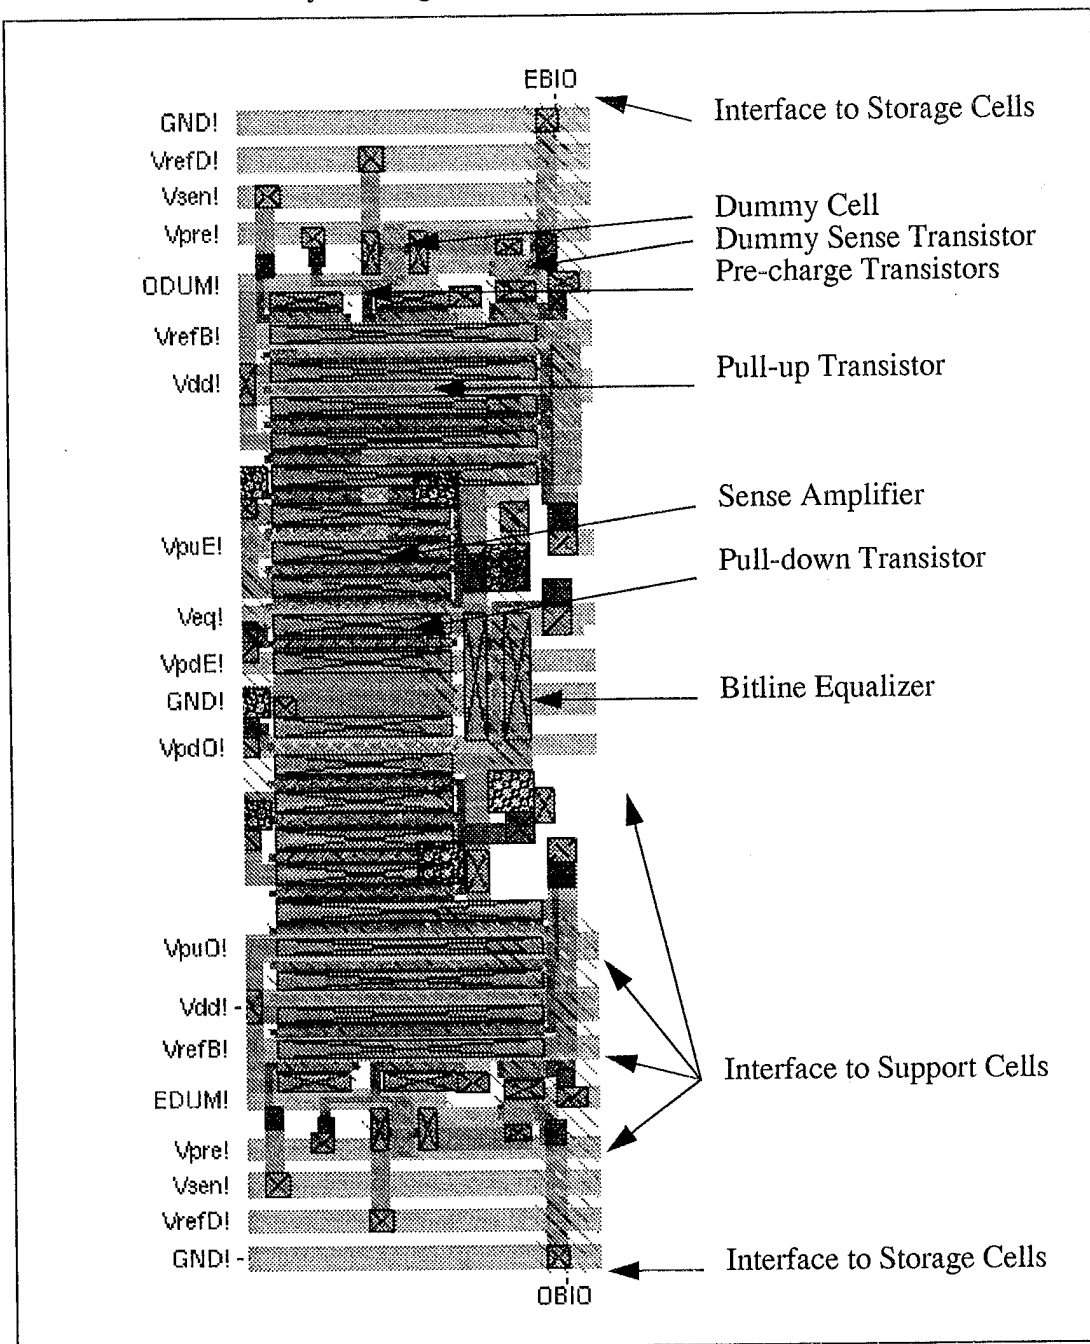 EBIO
Interface to Storage Cells
GND!
VrefD!
Vsen!
Vpre!
Dummy Cell
Dummy Sense Transistor
Pre-charge Transistors
ODUM!
VrefB!
Vdd!
Pull-up Transistor
Sense Amplifier
VpuE!
Pull-down Transistor
Veq!
VpdE!
GND!
Bitline Equalizer
VpdO!
VpuO!
Vdd!
VrefB!
Interface to Support Cells
EDUM!
Vpre!
Vsen!
VrefD!
GND!
Interface to Storage Cells
OBIO